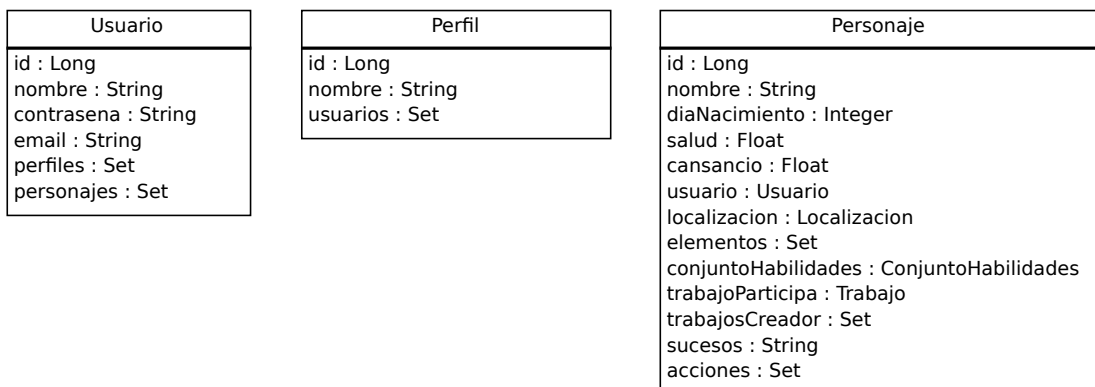 Usuario
id : Long
nombre : String
contrasena : String
email : String
perfiles : Set
personajes : Set
Perfil
id : Long
nombre : String
usuarios : Set
Personaje
id : Long
nombre : String
diaNacimiento : Integer
salud : Float
cansancio : Float
usuario : Usuario
localizacion : Localizacion
elementos : Set
conjuntoHabilidades : ConjuntoHabilidades
trabajoParticipa : Trabajo
trabajosCreador : Set
sucesos : String
acciones : Set